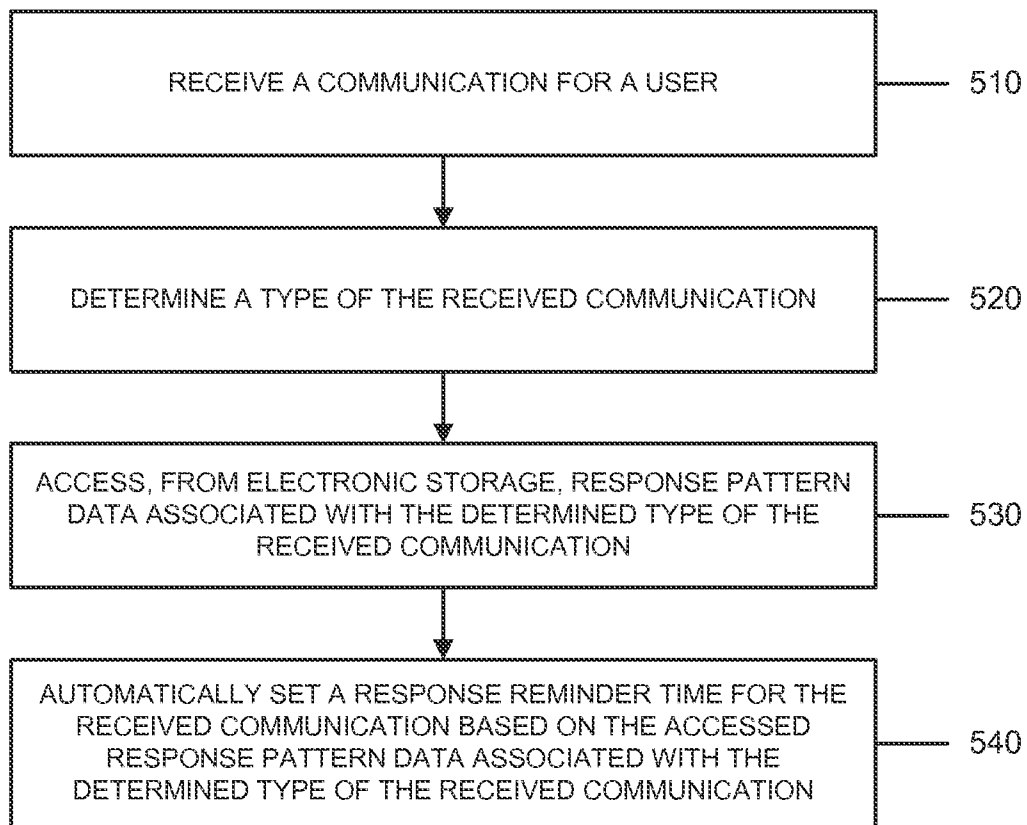 RECEIVE A COMMUNICATION FOR A USER
510
DETERMINE A TYPE OF THE RECEIVED COMMUNICATION
520
ACCESS, FROM ELECTRONIC STORAGE, RESPONSE PATTERN
DATA ASSOCIATED WITH THE DETERMINED TYPE OF THE
RECEIVED COMMUNICATION
530
AUTOMATICALLY SET A RESPONSE REMINDER TIME FOR THE
RECEIVED COMMUNICATION BASED ON THE ACCESSED
RESPONSE PATTERN DATA ASSOCIATED WITH THE
DETERMINED TYPE OF THE RECEIVED COMMUNICATION
540